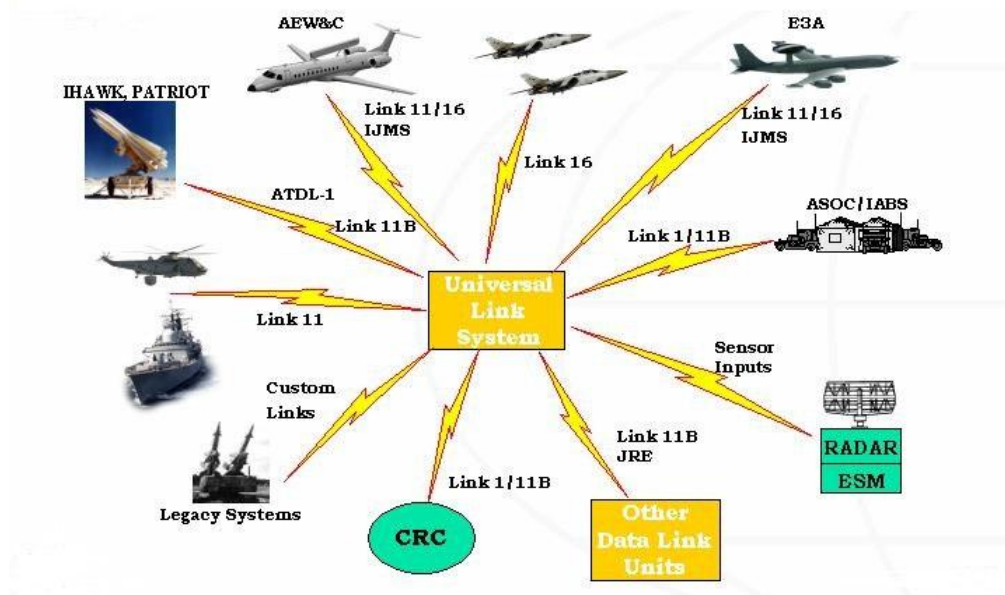 AEW&C
E3A
IHAWK, PATRIOT
Link 11/16
IJMS
Link 16
Link 11/16
IJMS
ATDL-1
Link 11B
ASOC/IABS
Link 1/11B
Universal
Link
System
Link 11
Sensor
Inputs
Custom
Links
RADAR
ESM
Link 11B
JRE
Link 1/11B
Legacy Systems
CRC
Other
Data Link
Units